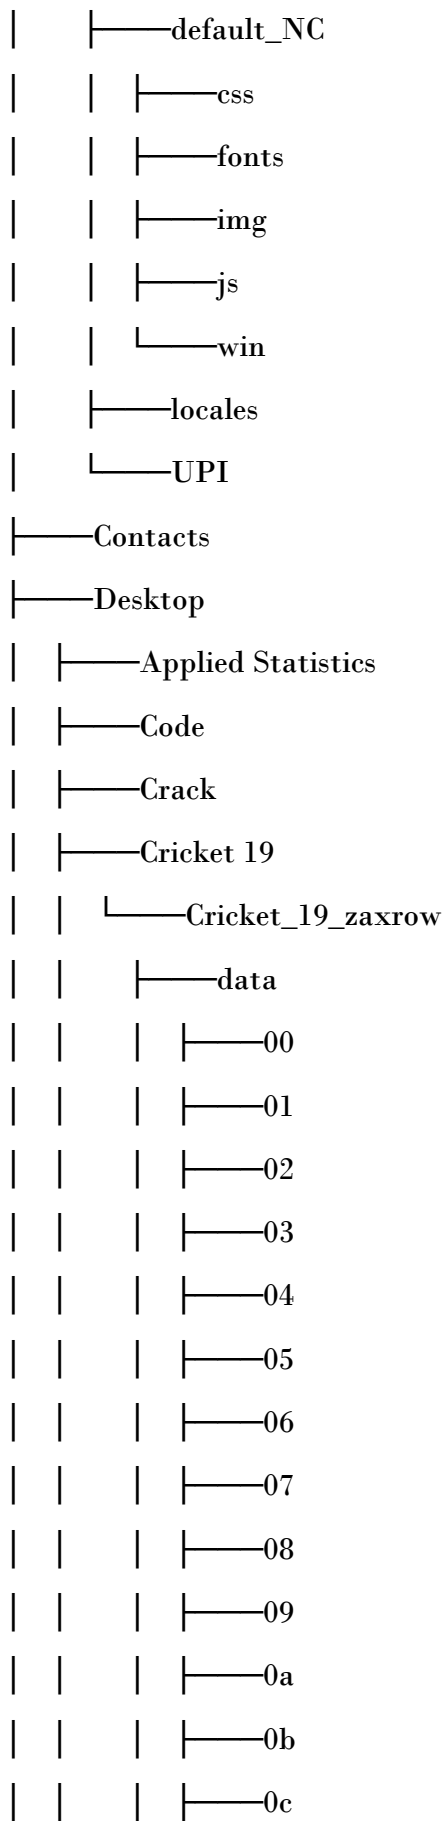 default_NC
css
fonts
img
js
win
locales
UPI
Contacts
Desktop
Applied Statistics
Code
Crack
Cricket 19
Cricket_19_zaxrow
data
00
01
02
03
04
05
06
07
08
09
0a
0b
0c